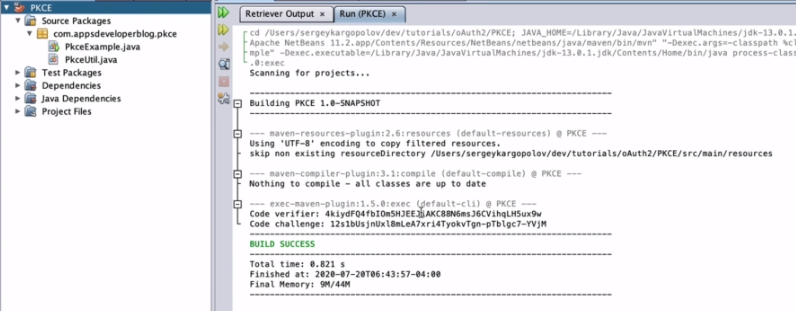 PKCE
Source Packages
com.appsdeveloperblog.pkce
PkceExample.java
PkceUtil.java
Test Packages
Dependencies
Java Dependencies
Project Files
Retriever Output × Run (PKCE) ×
cd /Users/sergeykargopolov/dev/tutorials/oAuth2/PKCE; JAVA_HOME=/Library/Java/JavaVirtualMachines/jdk-13.0.1.
Apache NetBeans 11.2.app/Contents/Resources/NetBeans/netbeans/java/maven/bin/mvn" "-Dexec.args=-classpath %cl
mple" -Dexec.executable=/Library/Java/JavaVirtualMachines/jdk-13.0.1.jdk/Contents/Home/bin/java process-class
.0:exec
Scanning for projects...
Building PKCE 1.0-SNAPSHOT
--- maven-resources-plugin:2.6:resources (default-resources) @ PKCE ---
Using 'UTF-8' encoding to copy filtered resources.
skip non existing resourceDirectory /Users/sergeykargopolov/dev/tutorials/oAuth2/PKCE/src/main/resources
--- maven-compiler-plugin:3.1:compile (default-compile) @ PKCE ---
Nothing to compile - all classes are up to date
--- exec-maven-plugin:1.5.0:exec (default-cli) @ PKCE ---
Code verifier:
Code challenge: 12s1bUsjnUxl8mLeA7xri4TyokvTgn-pTblgc7-YVjM
BUILD SUCCESS
Total time: 0.821 s
Finished at: 2020-07-20T06:43:57-04:00
Final Memory: 9M/44M